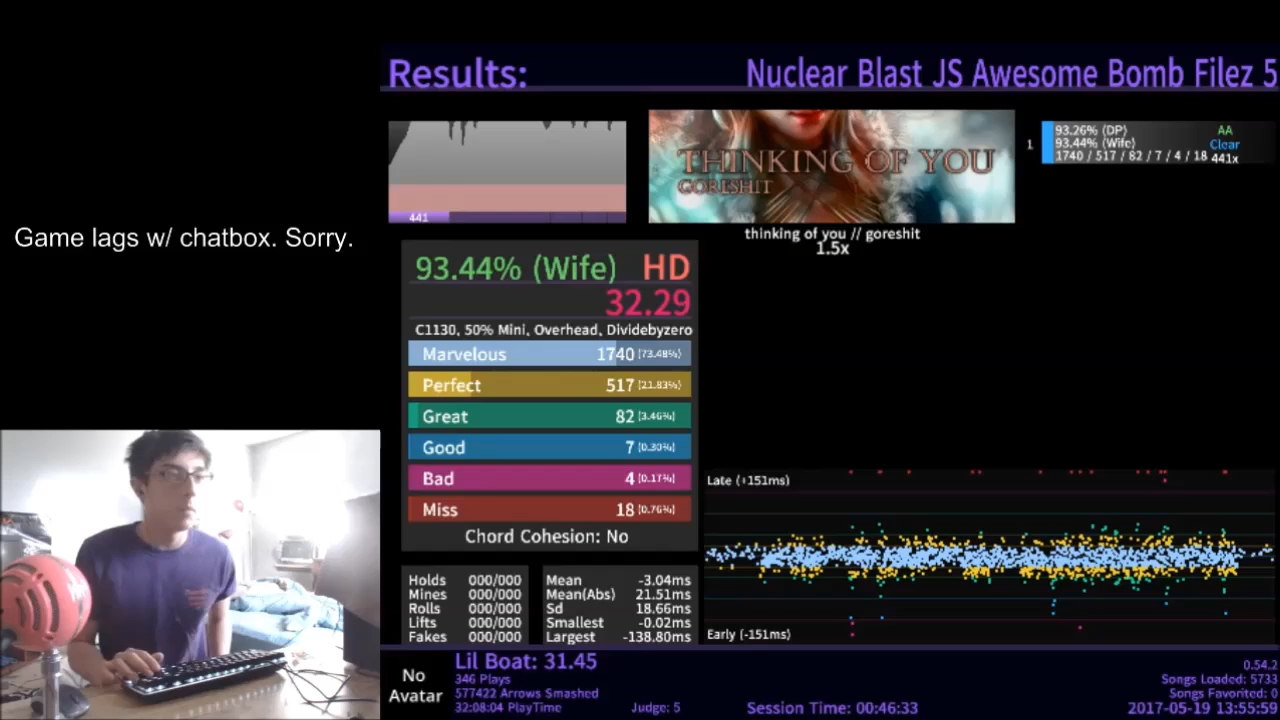 Results:
Nuclear Blast JS Awesome Bomb Filez 5
441
THINKING OF YOU
GORESHIT
1
93.26% (DP)
AA
93.44% (Wife)
Clear
1740 / 517 / 82 / 7 / 4 / 18
441x
thinking of you // goreshit
1.5x
Game lags w/ chatbox. Sorry.
93.44% (Wife) HD
32.29
C1130, 50% Mini, Overhead, Dividebyzero
Marvelous 1740 (73.48%)
Perfect 517 (21.83%)
Great 82 (3.46%)
Good 7 (0.30%)
Bad 4 (0.17%)
Miss 18 (0.76%)
Chord Cohesion: No
Late (+151ms)
Early (-151ms)
Holds 000/000
Mines 000/000
Rolls 000/000
Lifts 000/000
Fakes 000/000
Mean -3.04ms
Mean(Abs) 21.51ms
Sd 18.66ms
Smallest -0.02ms
Largest -138.80ms
No
Avatar
Lil Boat: 31.45
346 Plays
577422 Arrows Smashed
32:08:04 PlayTime
Judge: 5
Session Time: 00:46:33
0.54.2
Songs Loaded: 5733
Songs Favorited: 0
2017-05-19 13:55:59